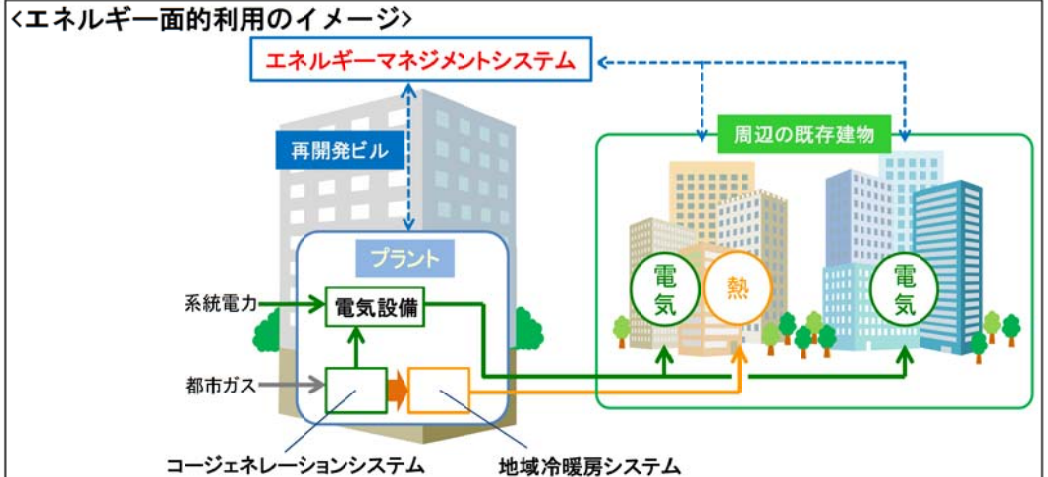 <エネルギー面的利用のイメージ>
エネルギーマネジメントシステム
再開発ビル
周辺の既存建物
プラント
電気
熱
電気
系統電力
電気設備
都市ガス
コージェネレーションシステム
地域冷暖房システム